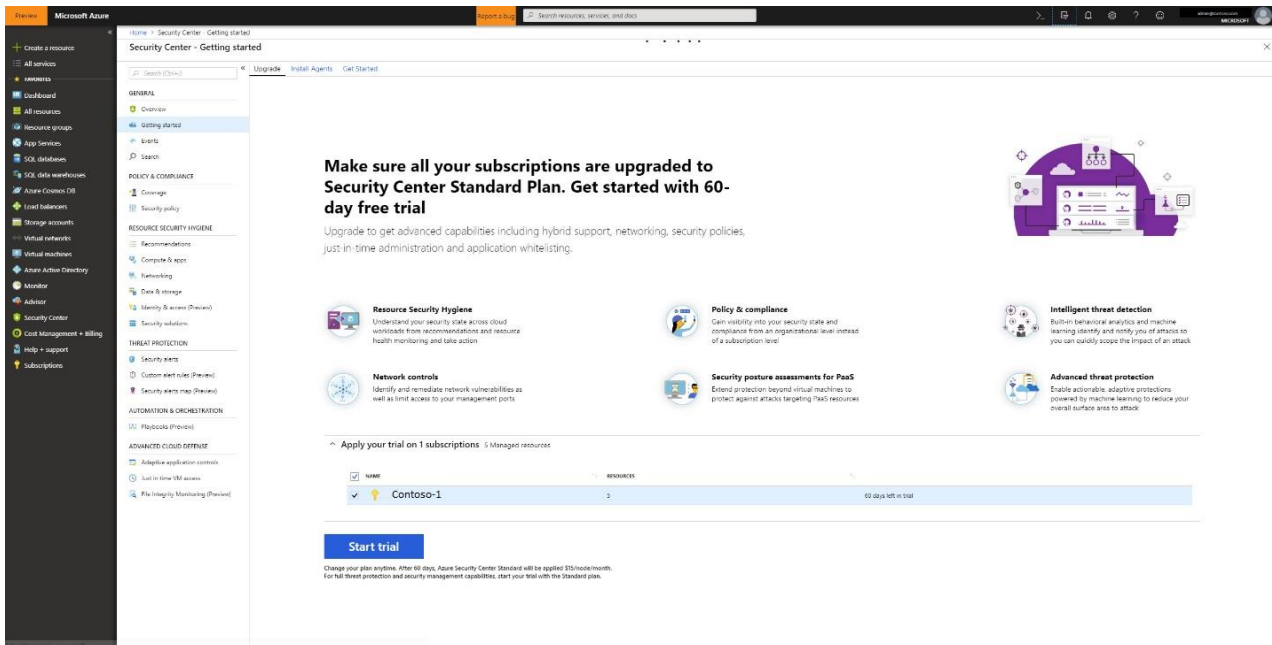 Preview Microsoft Azure
Report a bug
Search resources, services, and docs
MICROSOFT
Create a resource
All services
FAVORITES
Dashboard
All resources
Resource groups
App Services
SQL databases
SQL data warehouses
Azure Cosmos DB
Load balancers
Storage accounts
Virtual networks
Virtual machines
Azure Active Directory
Monitor
Advisor
Security Center
Cost Management + Billing
Help + support
Subscriptions
Home > Security Center - Getting started
Security Center - Getting started
Search (Ctrl+/)
GENERAL
Overview
Getting started
Events
Search
POLICY & COMPLIANCE
Coverage
Security policy
RESOURCE SECURITY HYGIENE
Recommendations
Compute & apps
Networking
Data & storage
Identity & access (Preview)
Security solutions
THREAT PROTECTION
Security alerts
Custom alert rules (Preview)
Security alerts map (Preview)
AUTOMATION & ORCHESTRATION
Playbooks (Preview)
ADVANCED CLOUD DEFENSE
Adaptive application controls
Just in time VM access
File Integrity Monitoring (Preview)
Upgrade Install Agents Get Started
Make sure all your subscriptions are upgraded to
Security Center Standard Plan. Get started with 60-
day free trial
Upgrade to get advanced capabilities including hybrid support, networking, security policies,
just-in-time administration and application whitelisting.
Resource Security Hygiene
Understand your security state across cloud
workloads from recommendations and resource
health monitoring and take action
Policy & compliance
Gain visibility into your security state and
compliance from an organizational level instead
of a subscription level
Intelligent threat detection
Built-in behavioral analytics and machine
learning identify and notify you of attacks so
you can quickly scope the impact of an attack
Network controls
Identify and remediate network vulnerabilities as
well as limit access to your management ports
Security posture assessments for PaaS
Extend protection beyond virtual machines to
protect against attacks targeting PaaS resources
Advanced threat protection
Enable actionable, adaptive protections
powered by machine learning to reduce your
overall surface area to attack
Apply your trial on 1 subscriptions 5 Managed resources
NAME RESOURCES
Contoso-1 5 60 days left in trial
Start trial
Change your plan anytime. After 60 days, Azure Security Center Standard will be applied $15/node/month.
For full threat protection and security management capabilities, start your trial with the Standard plan.